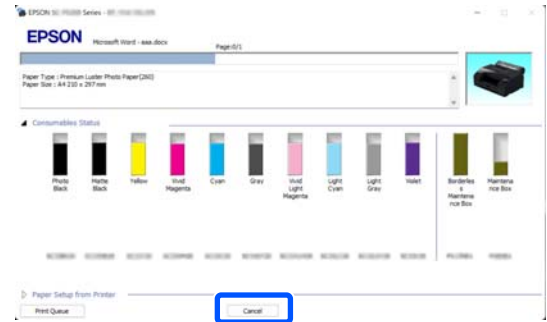 EPSON
Series -
EPSON
Microsoft Word - aaa.docx
Page:0/1
Paper Type : Premium Luster Photo Paper(260)
Paper Size : A4 210 x 297 mm
Consumables Status
Photo Black
Matte Black
Yellow
Vivid Magenta
Cyan
Gray
Vivid Light Magenta
Light Cyan
Light Gray
Violet
Borderles s Maintena nce Box
Maintena nce Box
Paper Setup from Printer
Print Queue
Cancel